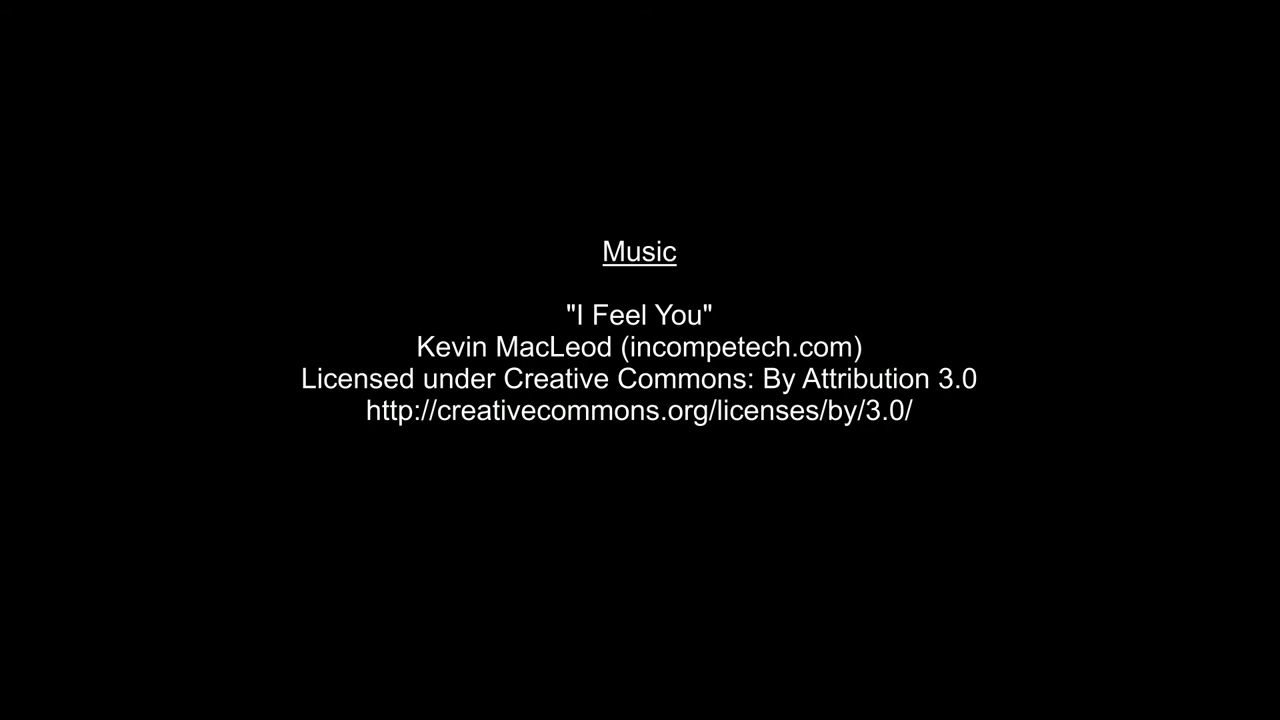 Music
"I Feel You"
Kevin MacLeod (incompetech.com)
Licensed under Creative Commons: By Attribution 3.0
http://creativecommons.org/licenses/by/3.0/